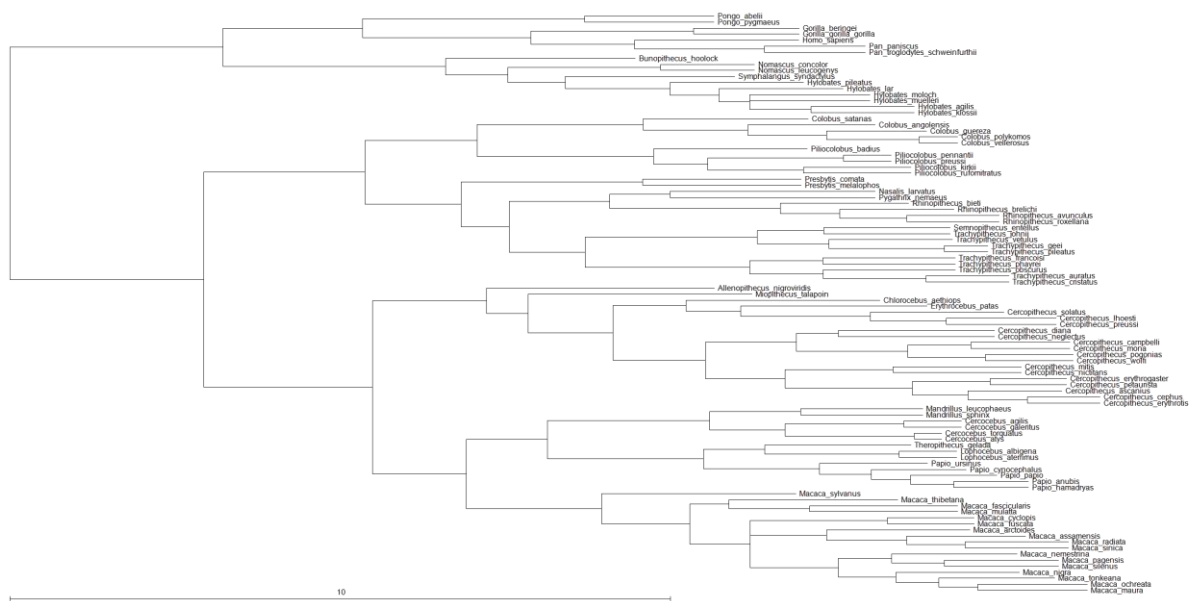 Pongo_abelii
Pongo_pygmaeus
Gorilla_beringei
Gorilla_gorilla_gorilla
Homo_sapiens
Pan_paniscus
Pan_troglodytes_schweinfurthii
Bunopithecus_hoolock
Nomascus_concolor
Nomascus_leucogenys
Symphalangus_syndactylus
Hylobates_pileatus
Hylobates_lar
Hylobates_moloch
Hylobates_muelleri
Hylobates_agilis
Hylobates_klossii
Colobus_satanas
Colobus_angolensis
Colobus_guereza
Colobus_polykomos
Colobus_vellerosus
Piliocolobus_badius
Piliocolobus_pennantii
Piliocolobus_preussi
Piliocolobus_kirkii
Piliocolobus_rufomitratus
Presbytis_comata
Presbytis_melalophos
Nasalis_larvatus
Pygathrix_nemaeus
Rhinopithecus_bieti
Rhinopithecus_brelichi
Rhinopithecus_avunculus
Rhinopithecus_roxellana
Semnopithecus_entellus
Trachypithecus_johnii
Trachypithecus_vetulus
Trachypithecus_geei
Trachypithecus_pileatus
Trachypithecus_francoisi
Trachypithecus_phayrei
Trachypithecus_obscurus
Trachypithecus_auratus
Trachypithecus_cristatus
Allenopithecus_nigroviridis
Miopithecus_talapoin
Chlorocebus_aethiops
Erythrocebus_patas
Cercopithecus_solatus
Cercopithecus_lhoesti
Cercopithecus_preussi
Cercopithecus_diana
Cercopithecus_neglectus
Cercopithecus_campbelli
Cercopithecus_mona
Cercopithecus_pogonias
Cercopithecus_wolfi
Cercopithecus_mitis
Cercopithecus_nictitans
Cercopithecus_erythrogaster
Cercopithecus_petaurista
Cercopithecus_ascanius
Cercopithecus_cephus
Cercopithecus_erythrotis
Mandrillus_leucophaeus
Mandrillus_sphinx
Cercocebus_agilis
Cercocebus_galeritus
Cercocebus_torquatus
Cercocebus_atys
Theropithecus_gelada
Lophocebus_albigena
Lophocebus_aterrimus
Papio_ursinus
Papio_cynocephalus
Papio_papio
Papio_anubis
Papio_hamadryas
Macaca_sylvanus
Macaca_thibetana
Macaca_fascicularis
Macaca_mulatta
Macaca_cyclopis
Macaca_fuscata
Macaca_arctoides
Macaca_assamensis
Macaca_radiata
Macaca_sinica
Macaca_nemestrina
Macaca_pagensis
Macaca_silenus
Macaca_nigra
Macaca_tonkeana
Macaca_ochreata
Macaca_maura
10